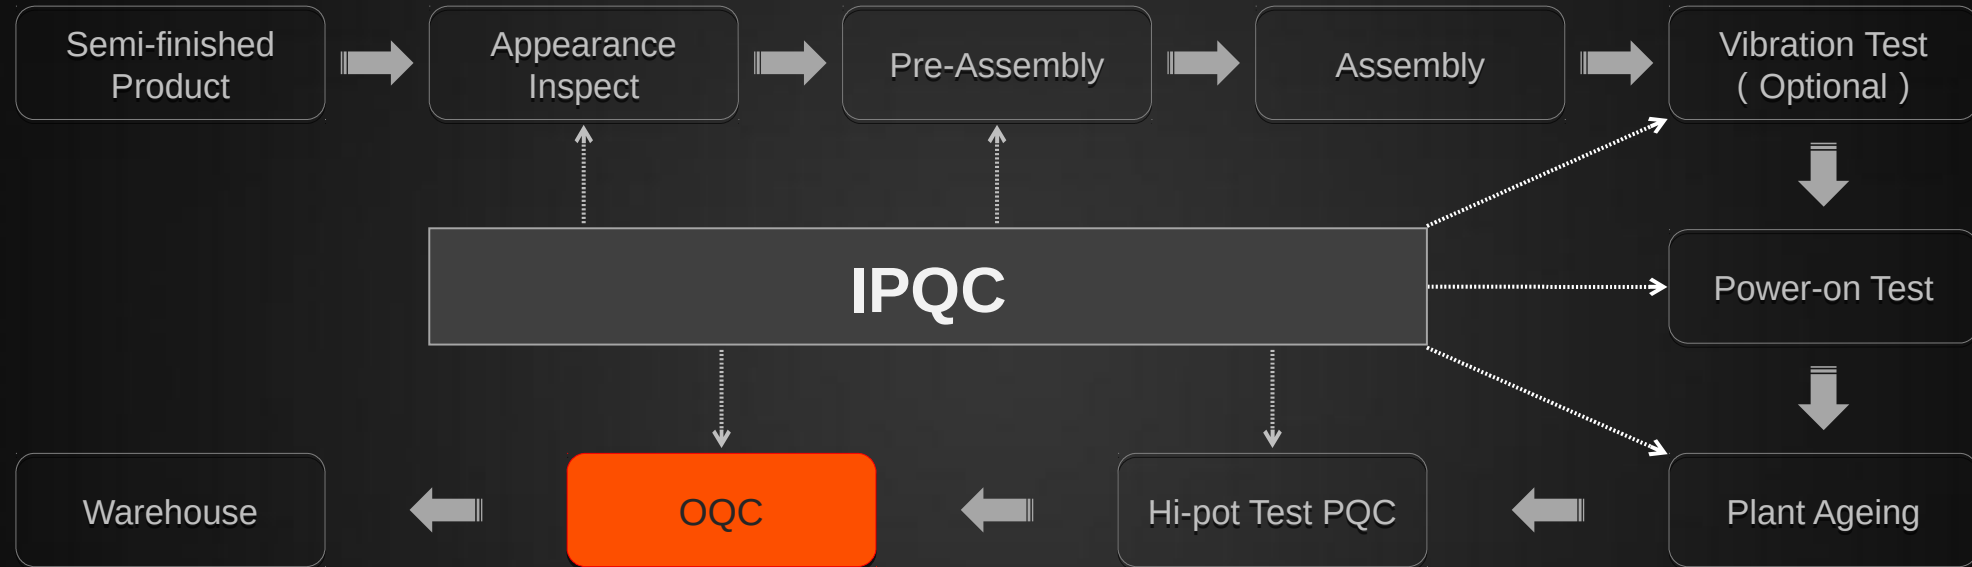 Semi-finished
Product
Appearance
Inspect
Pre-Assembly
Assembly
Vibration Test
( Optional )
IPQC
Power-on Test
Warehouse
OQC
Hi-pot Test PQC
Plant Ageing